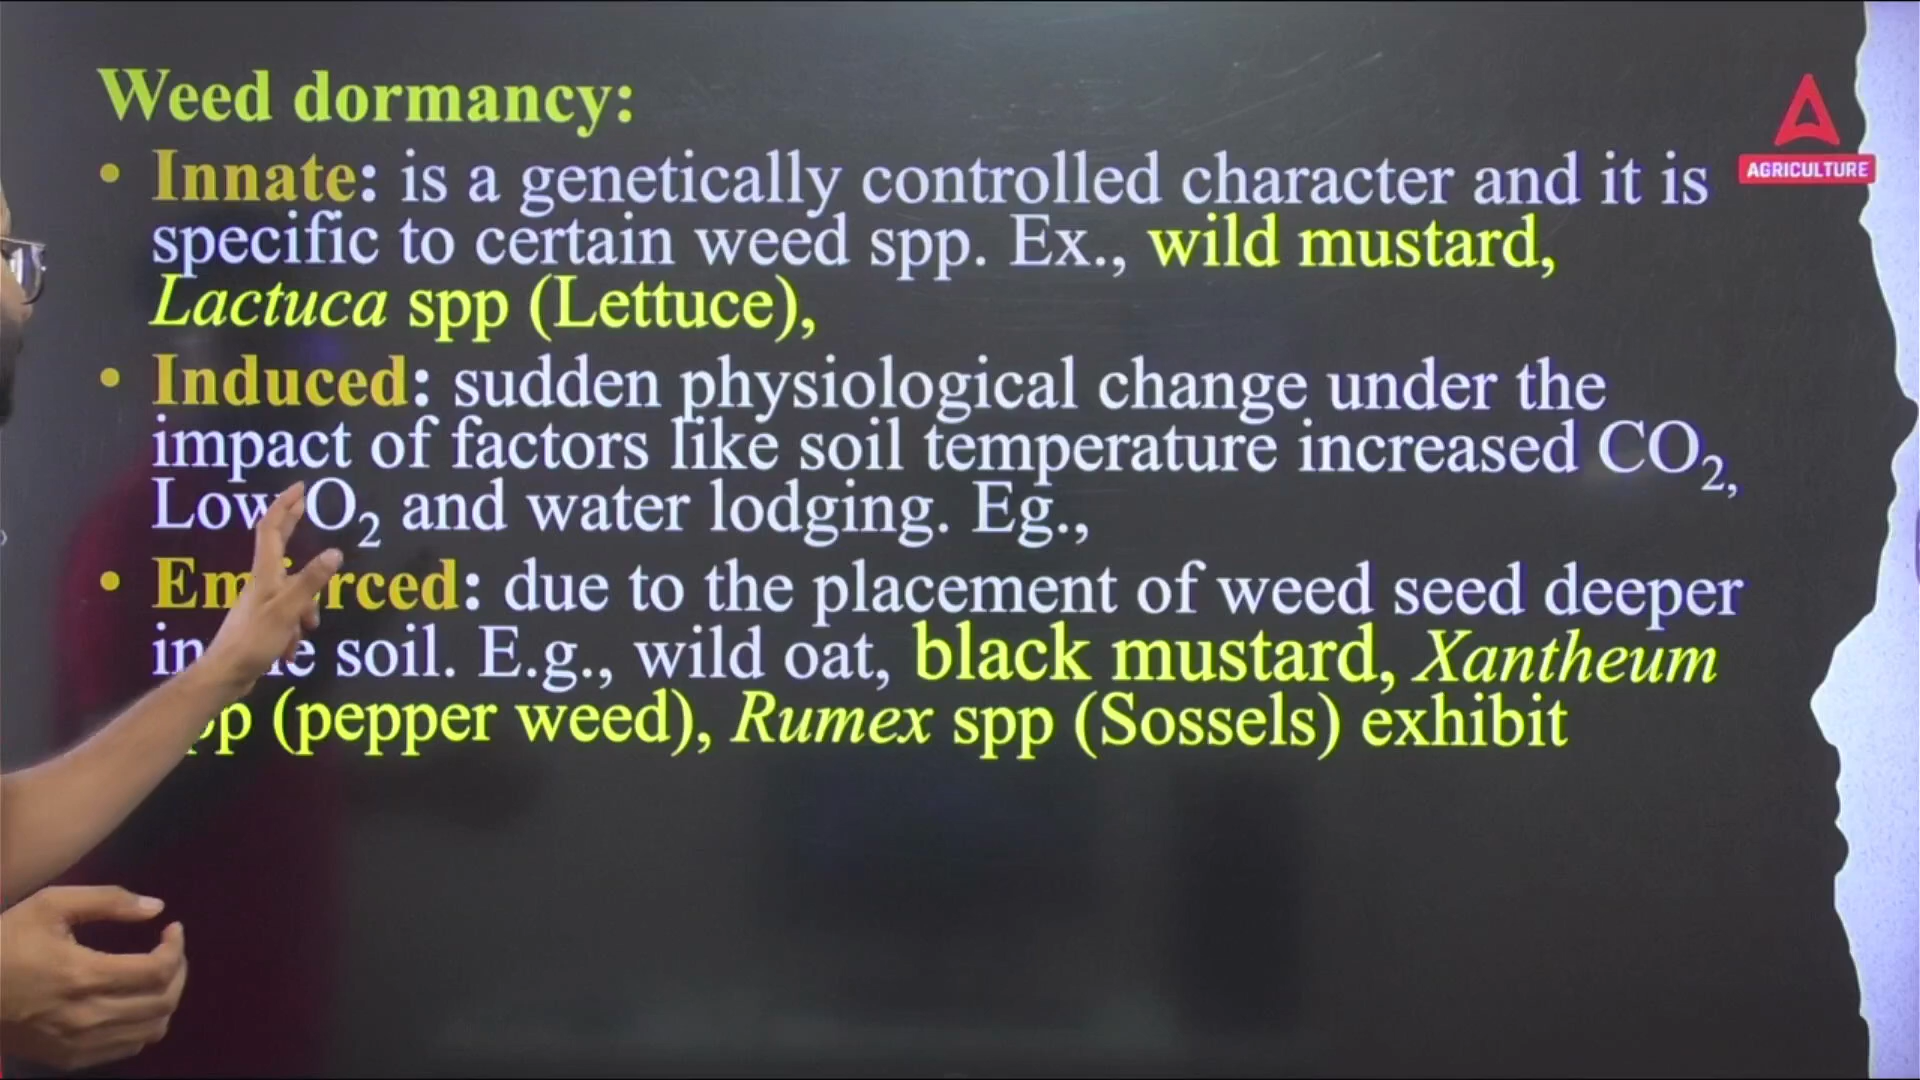 Weed dormancy:
• Innate: is a genetically controlled character and it is
specific to certain weed spp. Ex., wild mustard,
Lactuca spp (Lettuce),
• Induced: sudden physiological change under the
impact of factors like soil temperature increased CO₂,
Low O₂ and water lodging. Eg.,
• due to the placement of weed seed deeper
soil. E.g., wild oat, black mustard, Xantheum
(pepper weed), Rumex spp (Sossels) exhibit
AGRICULTURE